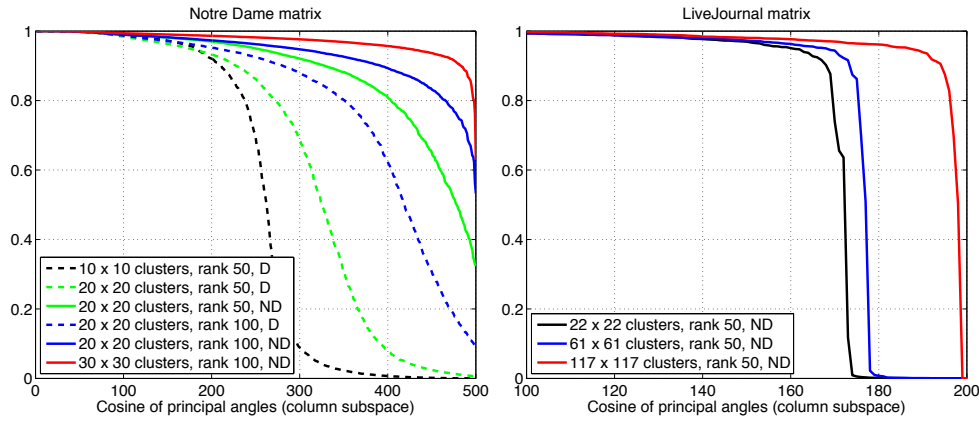 Notre Dame matrix
1
0.8
0.6
0.4
0.2
0
0 100 200 300 400 500
Cosine of principal angles (column subspace)
10 x 10 clusters, rank 50, D
20 x 20 clusters, rank 50, D
20 x 20 clusters, rank 50, ND
20 x 20 clusters, rank 100, D
20 x 20 clusters, rank 100, ND
30 x 30 clusters, rank 100, ND
LiveJournal matrix
1
0.8
0.6
0.4
0.2
0
100 120 140 160 180 200
Cosine of principal angles (column subspace)
22 x 22 clusters, rank 50, ND
61 x 61 clusters, rank 50, ND
117 x 117 clusters, rank 50, ND